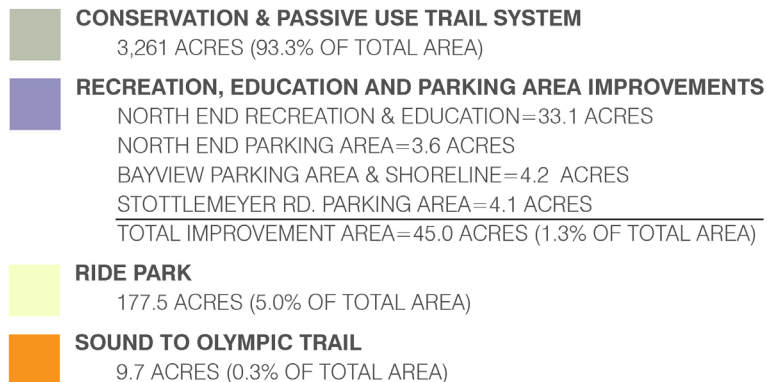 CONSERVATION & PASSIVE USE TRAIL SYSTEM
3,261 ACRES (93.3% OF TOTAL AREA)
RECREATION, EDUCATION AND PARKING AREA IMPROVEMENTS
NORTH END RECREATION & EDUCATION=33.1 ACRES
NORTH END PARKING AREA=3.6 ACRES
BAYVIEW PARKING AREA & SHORELINE=4.2 ACRES
STOTTLEMEYER RD. PARKING AREA=4.1 ACRES
TOTAL IMPROVEMENT AREA=45.0 ACRES (1.3% OF TOTAL AREA)
RIDE PARK
177.5 ACRES (5.0% OF TOTAL AREA)
SOUND TO OLYMPIC TRAIL
9.7 ACRES (0.3% OF TOTAL AREA)